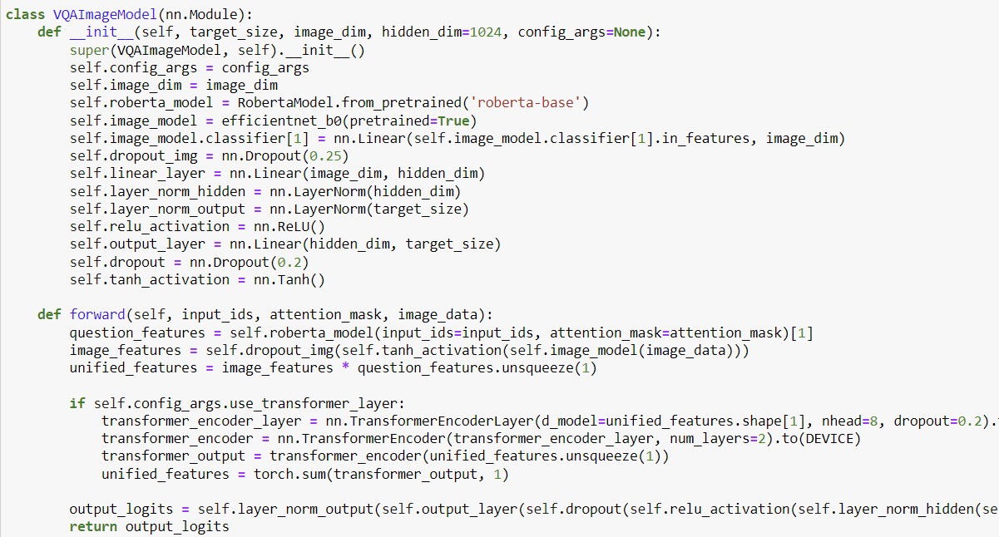 class VQAImageModel(nn.Module):
    def __init__(self, target_size, image_dim, hidden_dim=1024, config_args=None):
        super(VQAImageModel, self).__init__()
        self.config_args = config_args
        self.image_dim = image_dim
        self.roberta_model = RobertaModel.from_pretrained('roberta-base')
        self.image_model = efficientnet_b0(pretrained=True)
        self.image_model.classifier[1] = nn.Linear(self.image_model.classifier[1].in_features, image_dim)
        self.dropout_img = nn.Dropout(0.25)
        self.linear_layer = nn.Linear(image_dim, hidden_dim)
        self.layer_norm_hidden = nn.LayerNorm(hidden_dim)
        self.layer_norm_output = nn.LayerNorm(target_size)
        self.relu_activation = nn.ReLU()
        self.output_layer = nn.Linear(hidden_dim, target_size)
        self.dropout = nn.Dropout(0.2)
        self.tanh_activation = nn.Tanh()

    def forward(self, input_ids, attention_mask, image_data):
        question_features = self.roberta_model(input_ids=input_ids, attention_mask=attention_mask)[1]
        image_features = self.dropout_img(self.tanh_activation(self.image_model(image_data)))
        unified_features = image_features * question_features.unsqueeze(1)

        if self.config_args.use_transformer_layer:
            transformer_encoder_layer = nn.TransformerEncoderLayer(d_model=unified_features.shape[1], nhead=8, dropout=0.2).
            transformer_encoder = nn.TransformerEncoder(transformer_encoder_layer, num_layers=2).to(DEVICE)
            transformer_output = transformer_encoder(unified_features.unsqueeze(1))
            unified_features = torch.sum(transformer_output, 1)

        output_logits = self.layer_norm_output(self.output_layer(self.dropout(self.relu_activation(self.layer_norm_hidden(se
        return output_logits